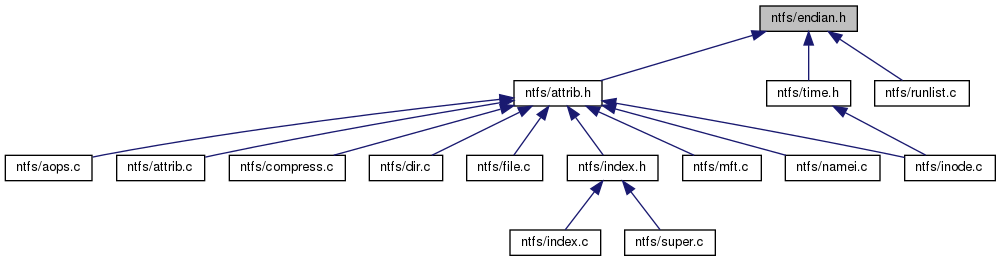 ntfs/endian.h
ntfs/attrib.h
ntfs/time.h
ntfs/runlist.c
ntfs/aops.c
ntfs/attrib.c
ntfs/compress.c
ntfs/dir.c
ntfs/file.c
ntfs/index.h
ntfs/mft.c
ntfs/namei.c
ntfs/inode.c
ntfs/index.c
ntfs/super.c